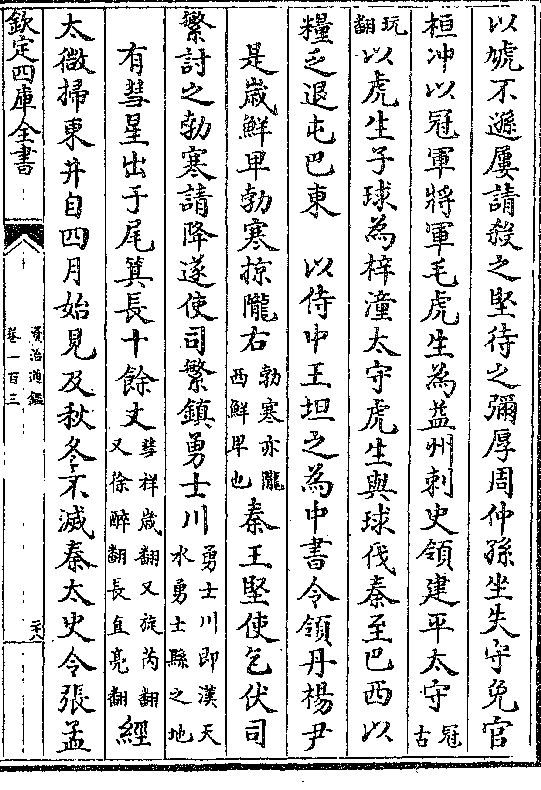 以虓不遜屢請殺之堅待之彌厚周仲孫坐失守免官
桓冲以冠軍將軍毛虎生為益州刺史領建平太守冠古
玩翻以虎生子球為梓潼太守虎生與球伐秦至巴西以
糧乏退屯巴東　以侍中王坦之為中書令領丹楊尹
是嵗鮮卑勃寒掠隴右勃寒亦隴西鮮卑也秦王堅使乞伏司
繁討之勃寒請降遂使司繁鎮勇士川勇士川即漢天水勇士縣之地
有彗星出于尾箕長十餘丈彗祥嵗翻又旋芮翻又徐醉翻長直亮翻經
太微掃東井自四月始見及秋冬不滅秦太史令張孟
欽定四庫全書
資治通鑑
卷一百三
二十八